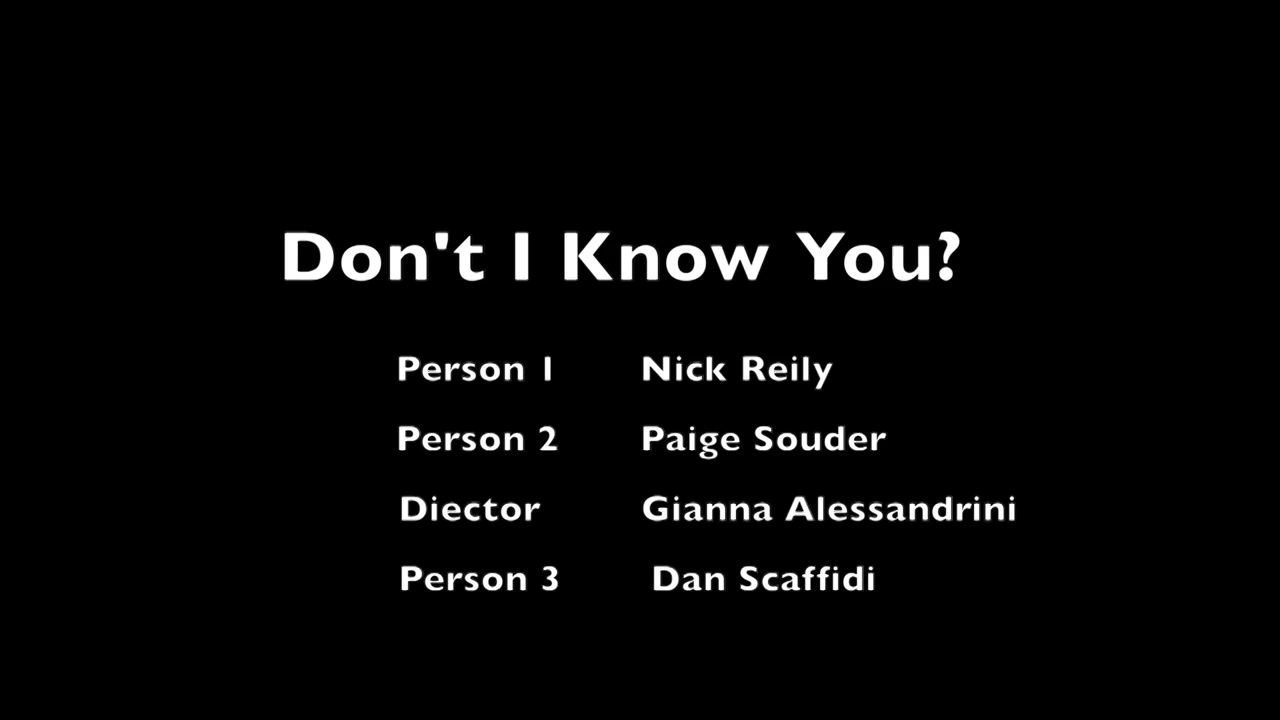 Don't I Know You?
Person 1 Nick Reily
Person 2 Paige Souder
Diector Gianna Alessandrini
Person 3 Dan Scaffidi